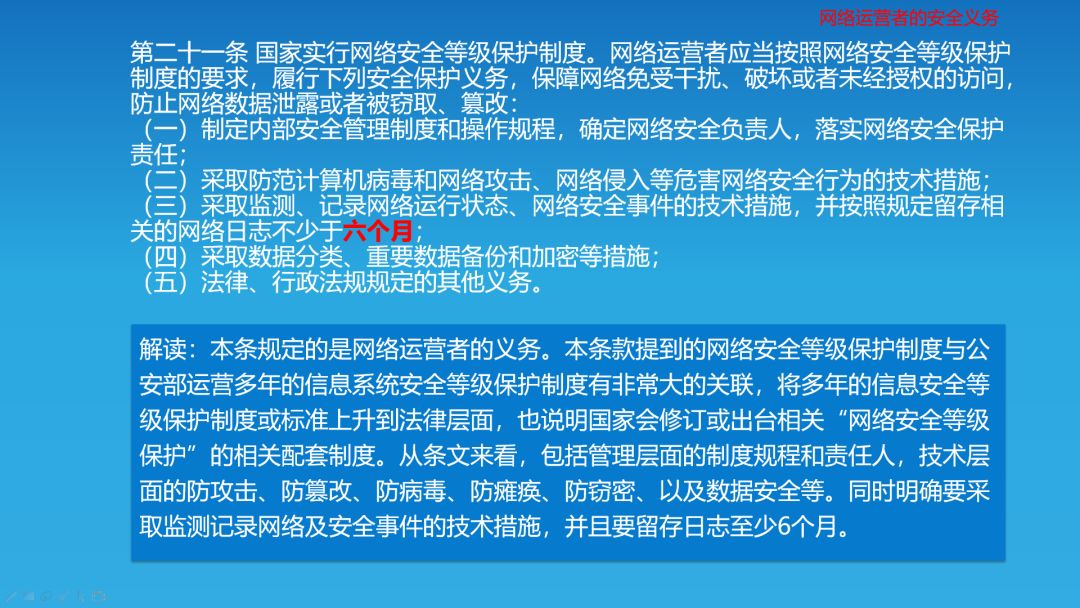 网络运营者的安全义务
第二十一条 国家实行网络安全等级保护制度。网络运营者应当按照网络安全等级保护
制度的要求，履行下列安全保护义务，保障网络免受干扰、破坏或者未经授权的访问，
防止网络数据泄露或者被窃取、篡改：
（一）制定内部安全管理制度和操作规程，确定网络安全负责人，落实网络安全保护
责任；
（二）采取防范计算机病毒和网络攻击、网络侵入等危害网络安全行为的技术措施；
（三）采取监测、记录网络运行状态、网络安全事件的技术措施，并按照规定留存相
关的网络日志不少于六个月；
（四）采取数据分类、重要数据备份和加密等措施；
（五）法律、行政法规规定的其他义务。
解读：本条规定的是网络运营者的义务。本条款提到的网络安全等级保护制度与公
安部运营多年的信息系统安全等级保护制度有非常大的关联，将多年的信息安全等
级保护制度或标准上升到法律层面，也说明国家会修订或出台相关“网络安全等级
保护”的相关配套制度。从条文来看，包括管理层面的制度规程和责任人，技术层
面的防攻击、防篡改、防病毒、防瘫痪、防窃密、以及数据安全等。同时明确要采
取监测记录网络及安全事件的技术措施，并且要留存日志至少6个月。